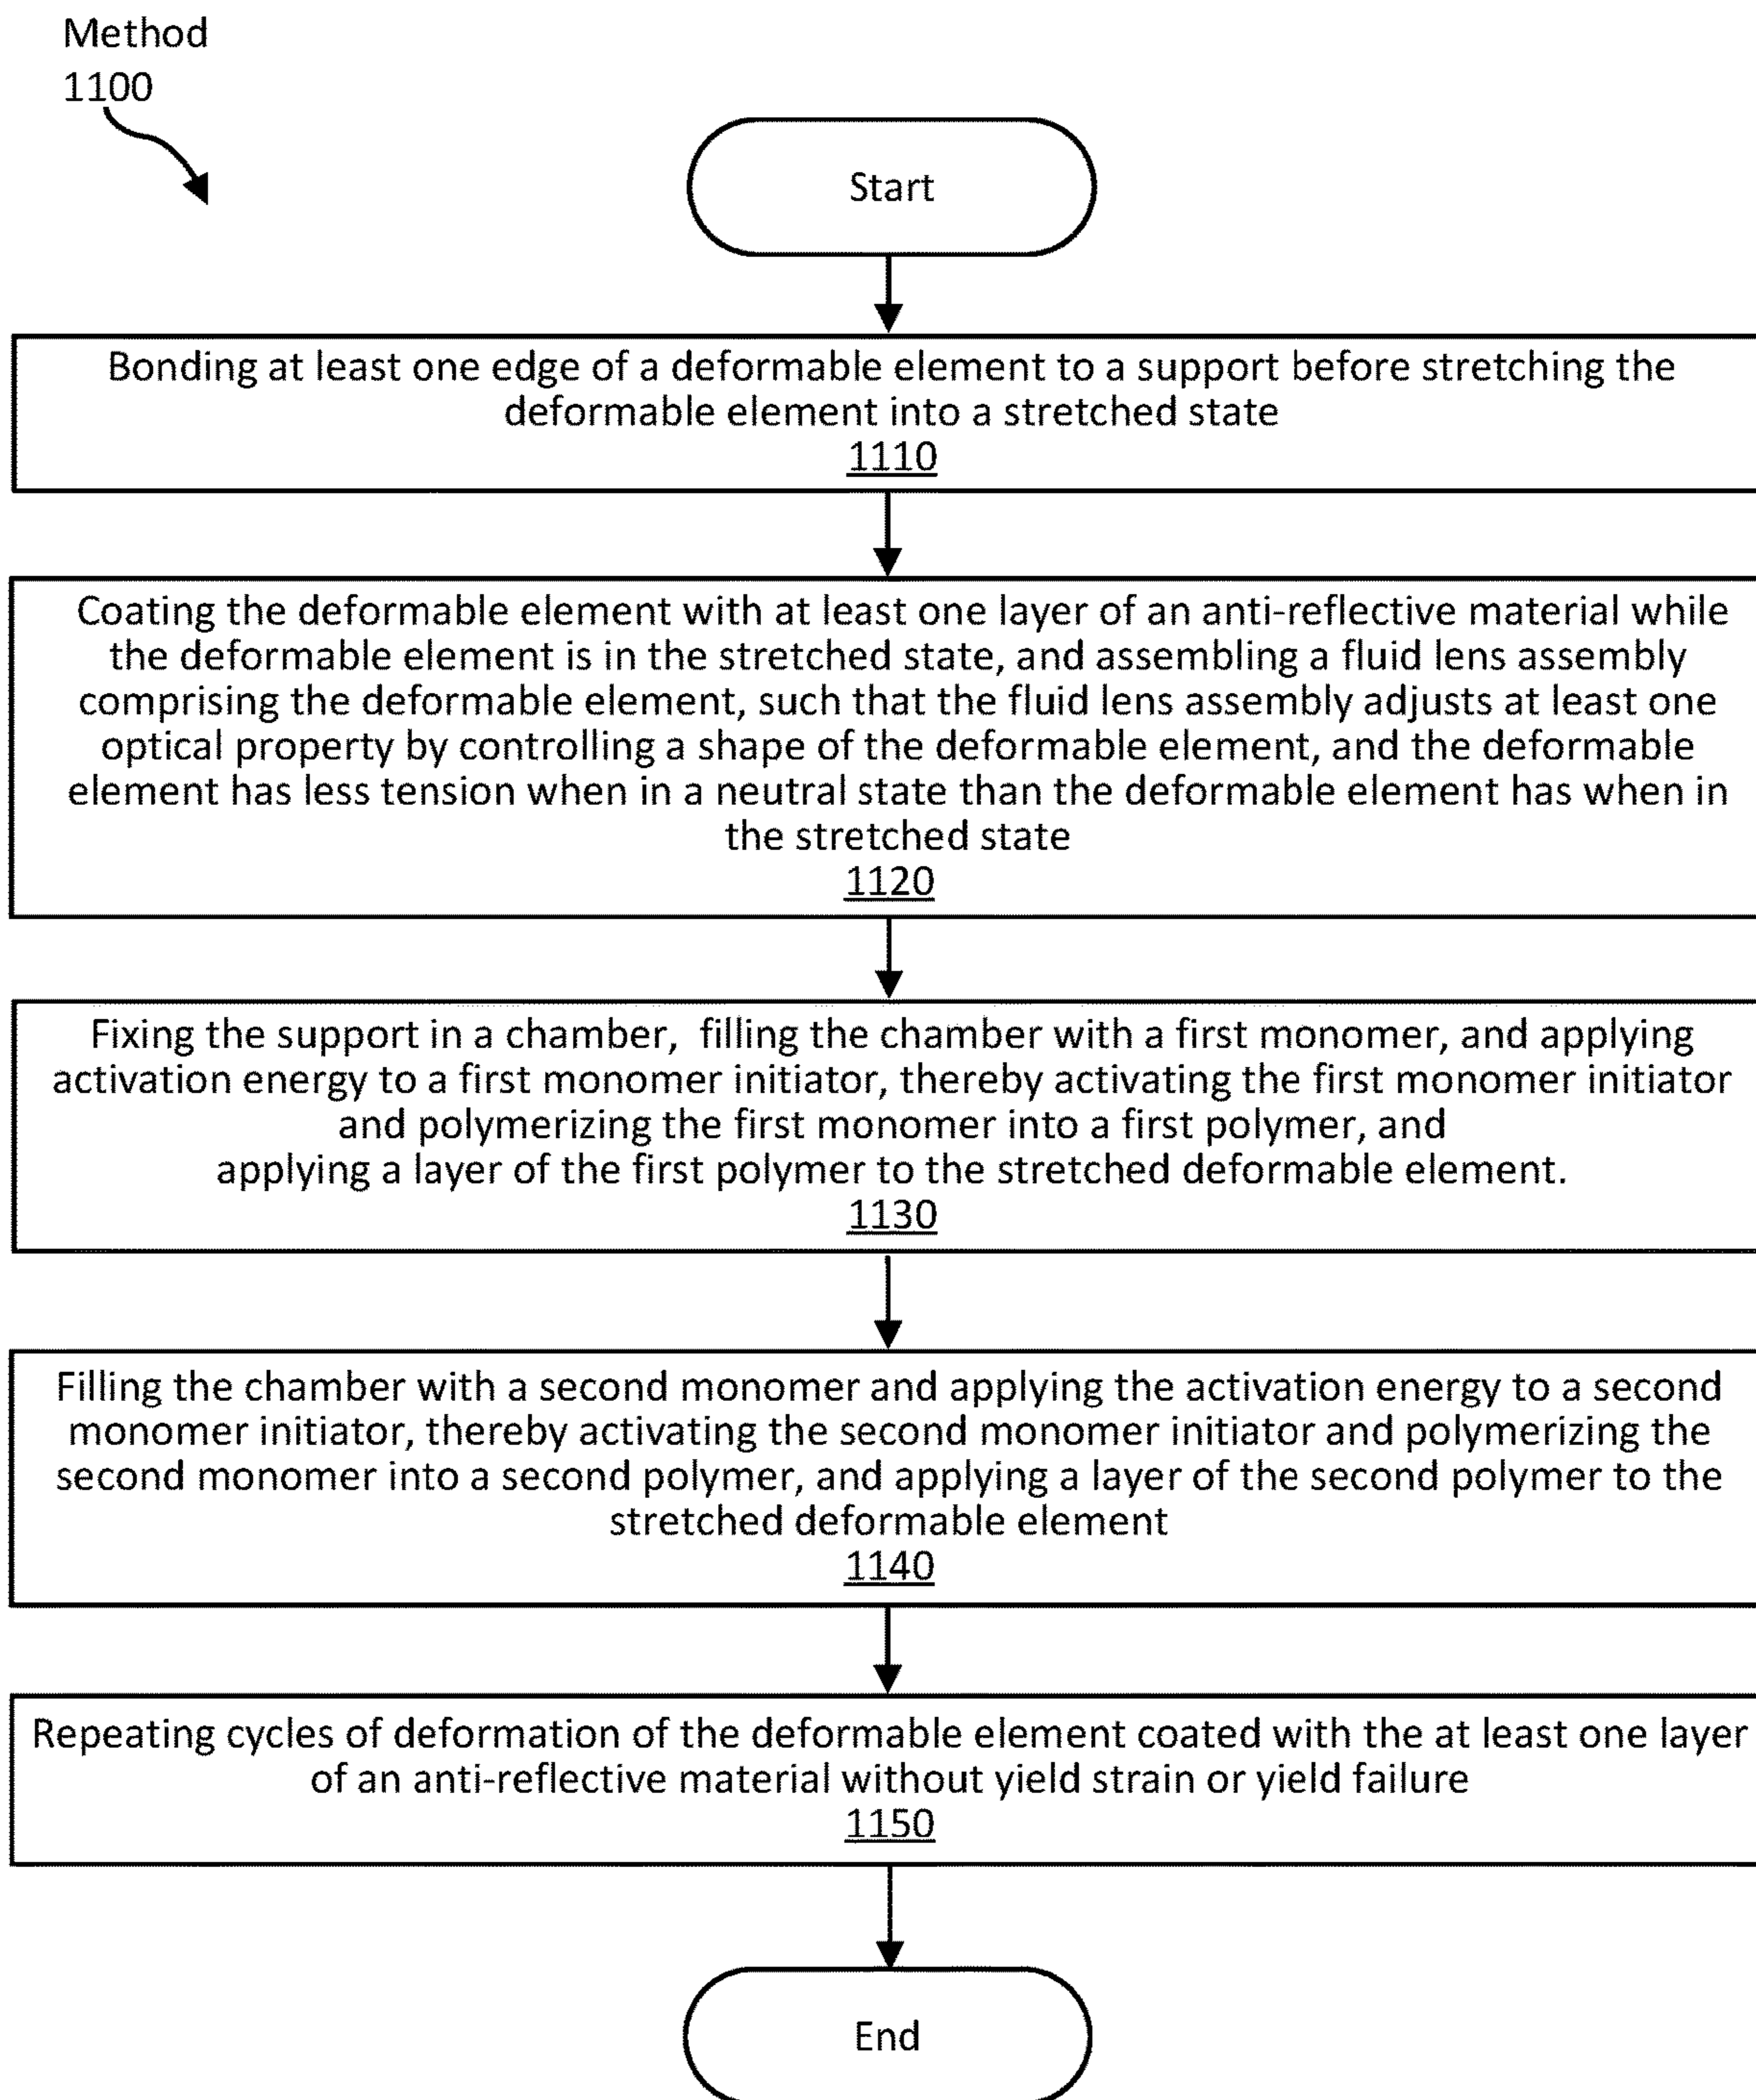 Method
1100
Start
Bonding at least one edge of a deformable element to a support before stretching the
deformable element into a stretched state
1110
Coating the deformable element with at least one layer of an anti-reflective material while
the deformable element is in the stretched state, and assembling a fluid lens assembly
comprising the deformable element, such that the fluid lens assembly adjusts at least one
optical property by controlling a shape of the deformable element, and the deformable
element has less tension when in a neutral state than the deformable element has when in
the stretched state
1120
Fixing the support in a chamber, filling the chamber with a first monomer, and applying
activation energy to a first monomer initiator, thereby activating the first monomer initiator
and polymerizing the first monomer into a first polymer, and
applying a layer of the first polymer to the stretched deformable element.
1130
Filling the chamber with a second monomer and applying the activation energy to a second
monomer initiator, thereby activating the second monomer initiator and polymerizing the
second monomer into a second polymer, and applying a layer of the second polymer to the
stretched deformable element
1140
Repeating cycles of deformation of the deformable element coated with the at least one layer
of an anti-reflective material without yield strain or yield failure
1150
End